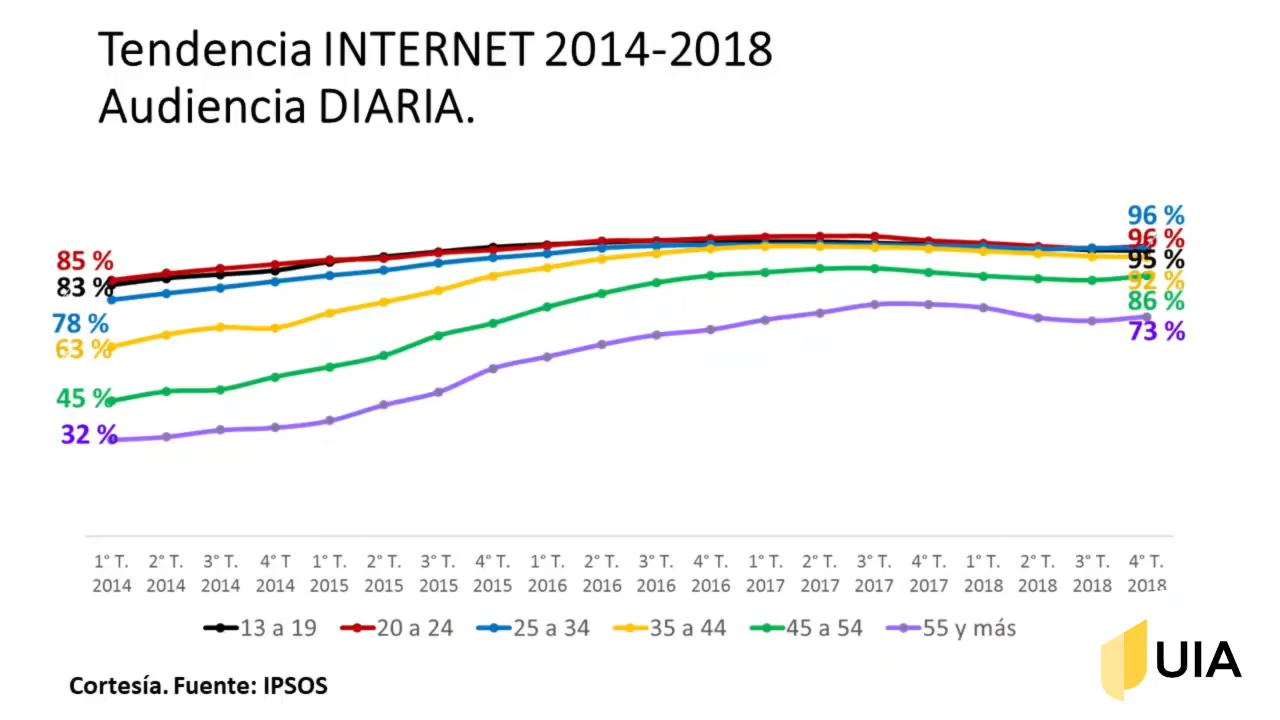 Tendencia INTERNET 2014-2018
Audiencia DIARIA.
96 %
96 %
95 %
92 %
86 %
73 %
85 %
83 %
78 %
63 %
45 %
32 %
1° T. 2° T. 3° T. 4° T 1° T. 2° T. 3° T. 4° T. 1° T. 2° T. 3° T. 4° T. 1° T. 2° T. 3° T. 4° T. 1° T. 2° T. 3° T. 4° T.
2014 2014 2014 2014 2015 2015 2015 2015 2016 2016 2016 2016 2017 2017 2017 2017 2018 2018 2018 2018
13 a 19 20 a 24 25 a 34 35 a 44 45 a 54 55 y más
UIA
Cortesía. Fuente: IPSOS